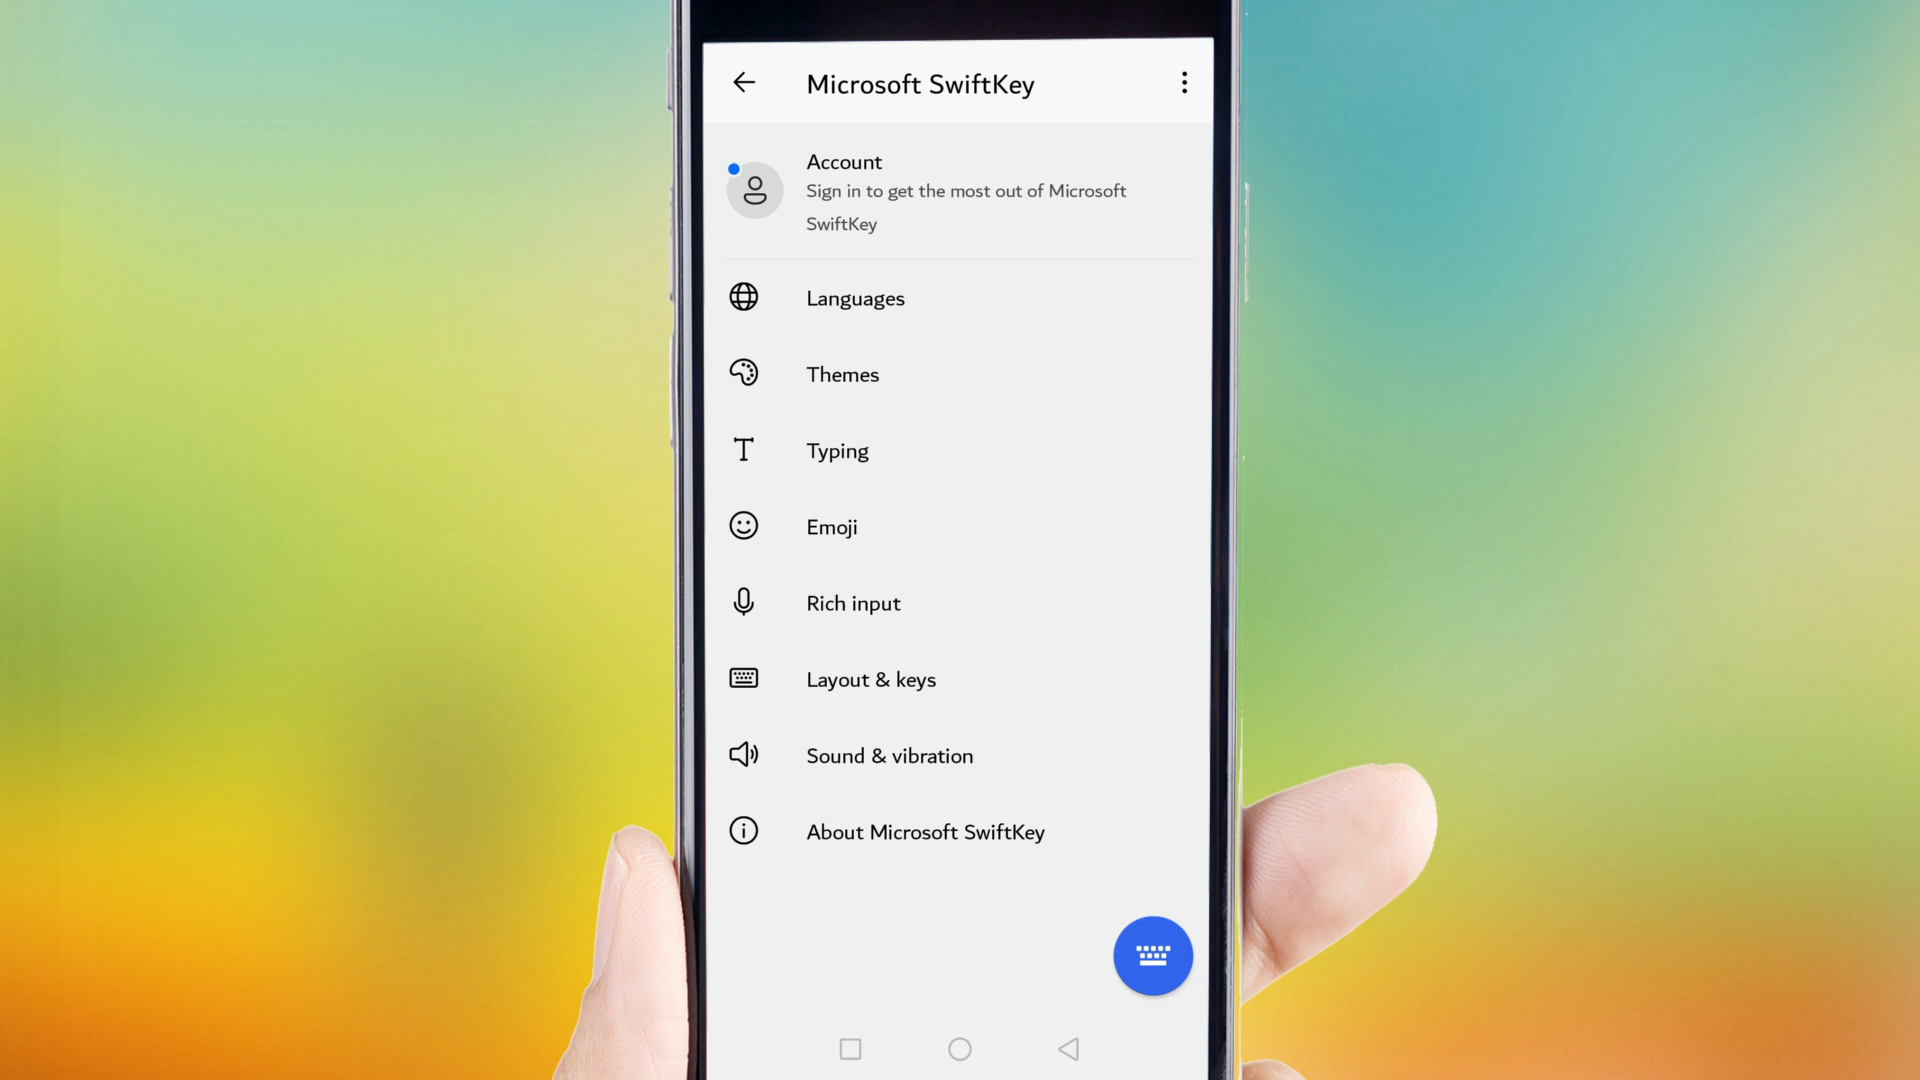 Microsoft SwiftKey
Account
Sign in to get the most out of Microsoft
SwiftKey
Languages
Themes
Typing
Emoji
Rich input
Layout & keys
Sound & vibration
About Microsoft SwiftKey